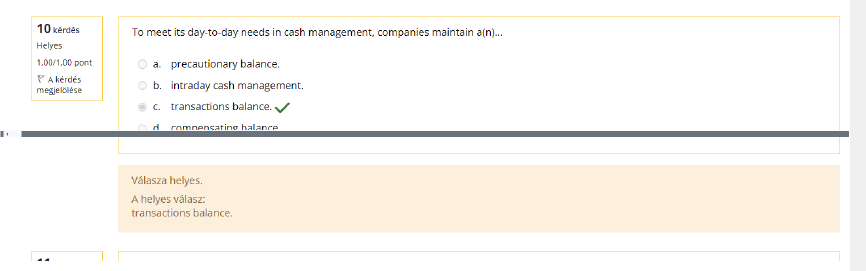 10 kérdés
Helyes
1,00/1,00 pont
A kérdés
megjelölése
To meet its day-to-day needs in cash management, companies maintain a(n)...
a. precautionary balance.
b. intraday cash management.
c. transactions balance.
d. compensating balance.
Válasza helyes.
A helyes válasz:
transactions balance.
11